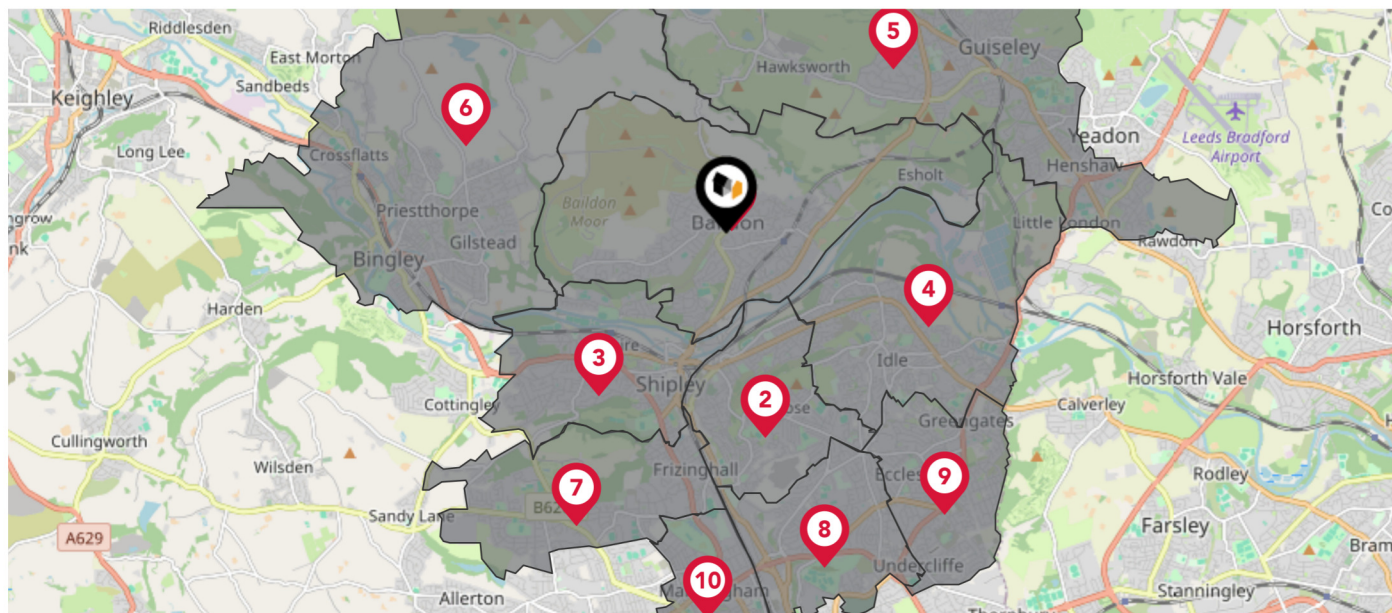 Riddlesden
East Morton
Sandbeds
Keighley
Long Lee
Crossflatts
Priestthorpe
Gilstead
Bingley
Harden
Cottingley
Cullingworth
Wilsden
Sandy Lane
A629
Allerton
5
Guiseley
Hawksworth
6
Yeadon
Leeds Bradford
Airport
Henshaw
Esholt
Baildon
Moor
Little London
Rawdon
4
Idle
3
Shipley
2
Horsforth
Horsforth Vale
Calverley
Greengates
Frizinghall
7
9
8
10
Undercliffe
Rodley
Farsley
Stanningley